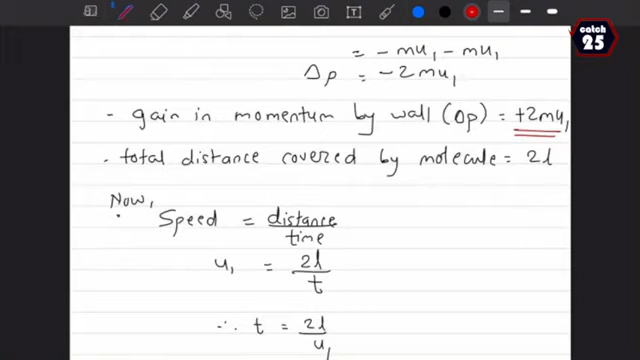 catch
25
= - mu₁ - mu₁
Δp = - 2mu₁
- gain in momentum by wall (Δp) = +2mu₁
- total distance covered by molecule = 2l
Now,
Speed = distance
time
u₁ = 2l
t
∴ t = 2l
u₁